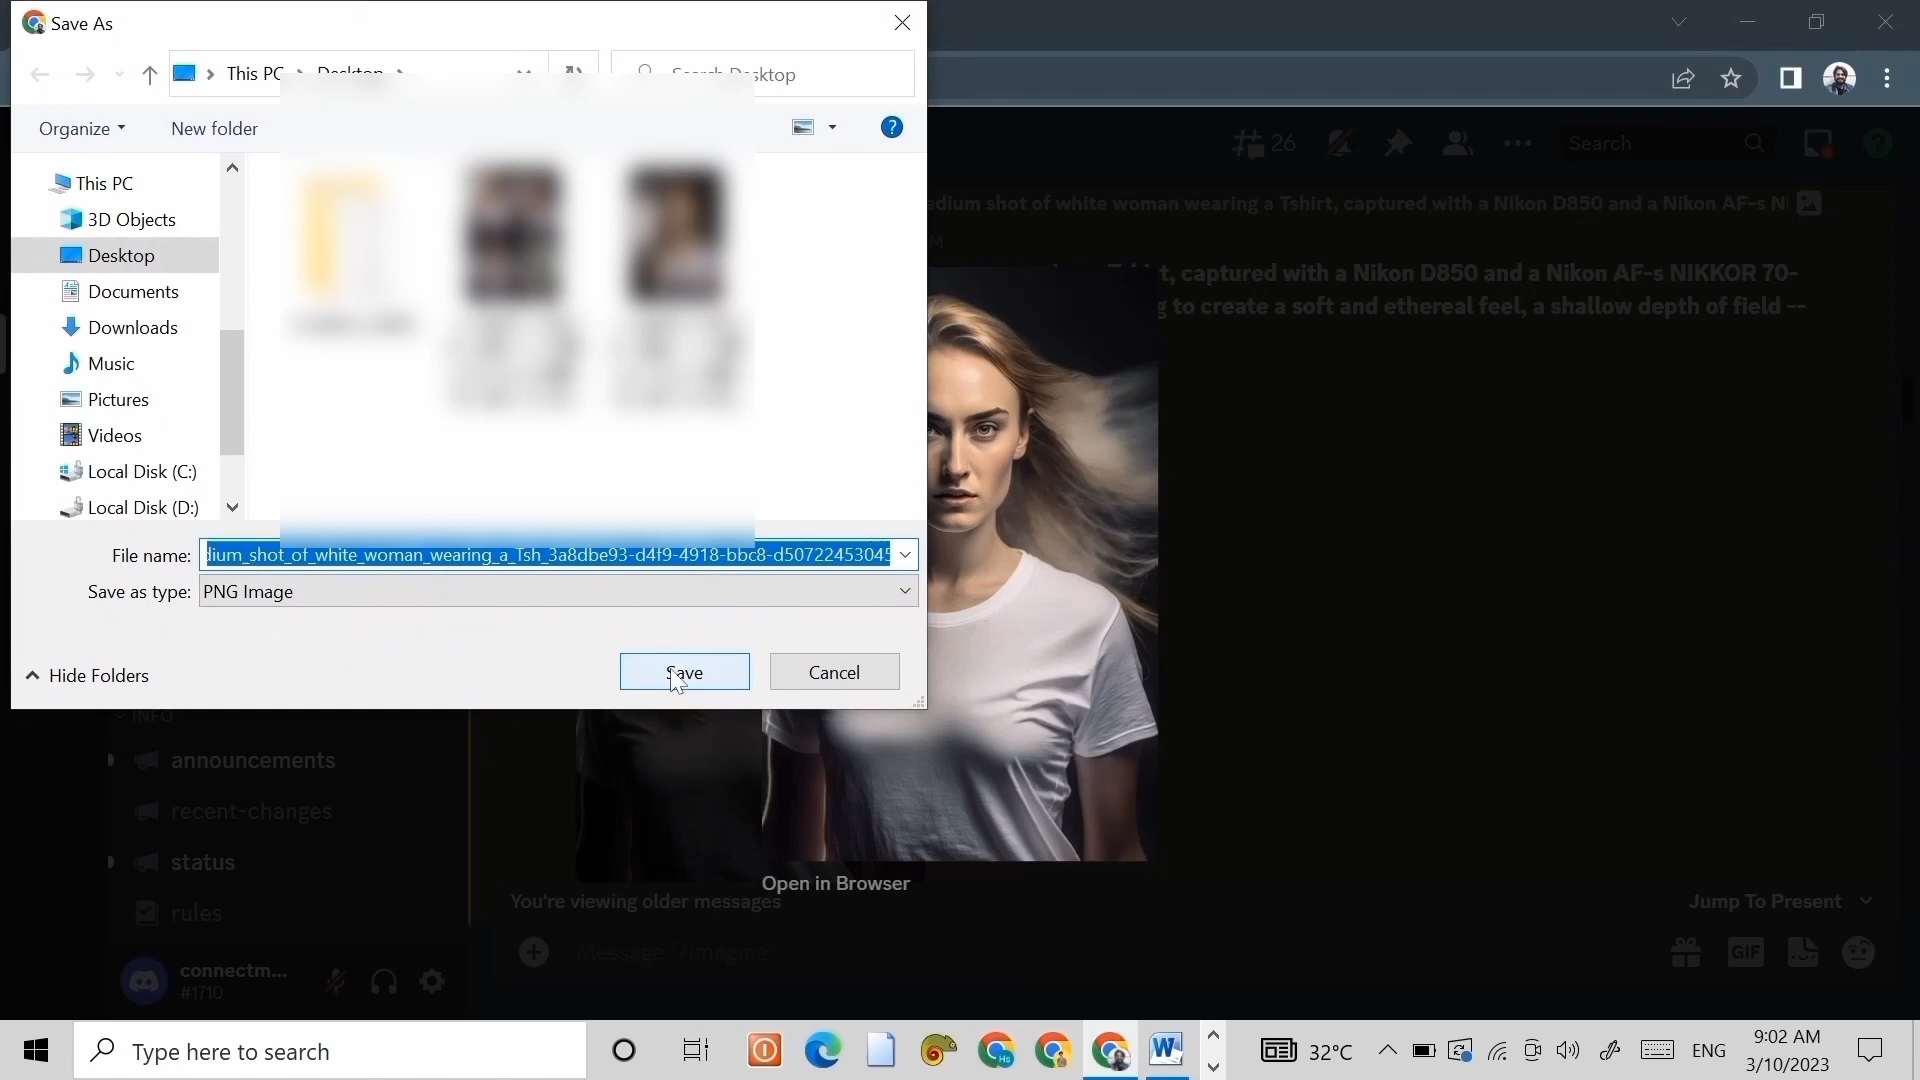 Save As
This PC
Desktop
Search Desktop
Organize
New folder
This PC
3D Objects
Desktop
Documents
Downloads
Music
Pictures
Videos
Local Disk (C:)
Local Disk (D:)
File name:
dium_shot_of_white_woman_wearing_a_Tsh_3a8dbe93-d4f9-4918-bbc8-d50722453045
Save as type:
PNG Image
Hide Folders
Save
Cancel
26
Search
edium shot of white woman wearing a Tshirt, captured with a Nikon D850 and a Nikon AF-s NI
t, captured with a Nikon D850 and a Nikon AF-s NIKKOR 70-
g to create a soft and ethereal feel, a shallow depth of field --
INFO
announcements
recent-changes
status
rules
Open in Browser
You're viewing older messages
Jump To Present
Message '/imagine'
GIF
connectm...
#1710
Type here to search
Hs
32°C
ENG
9:02 AM
3/10/2023